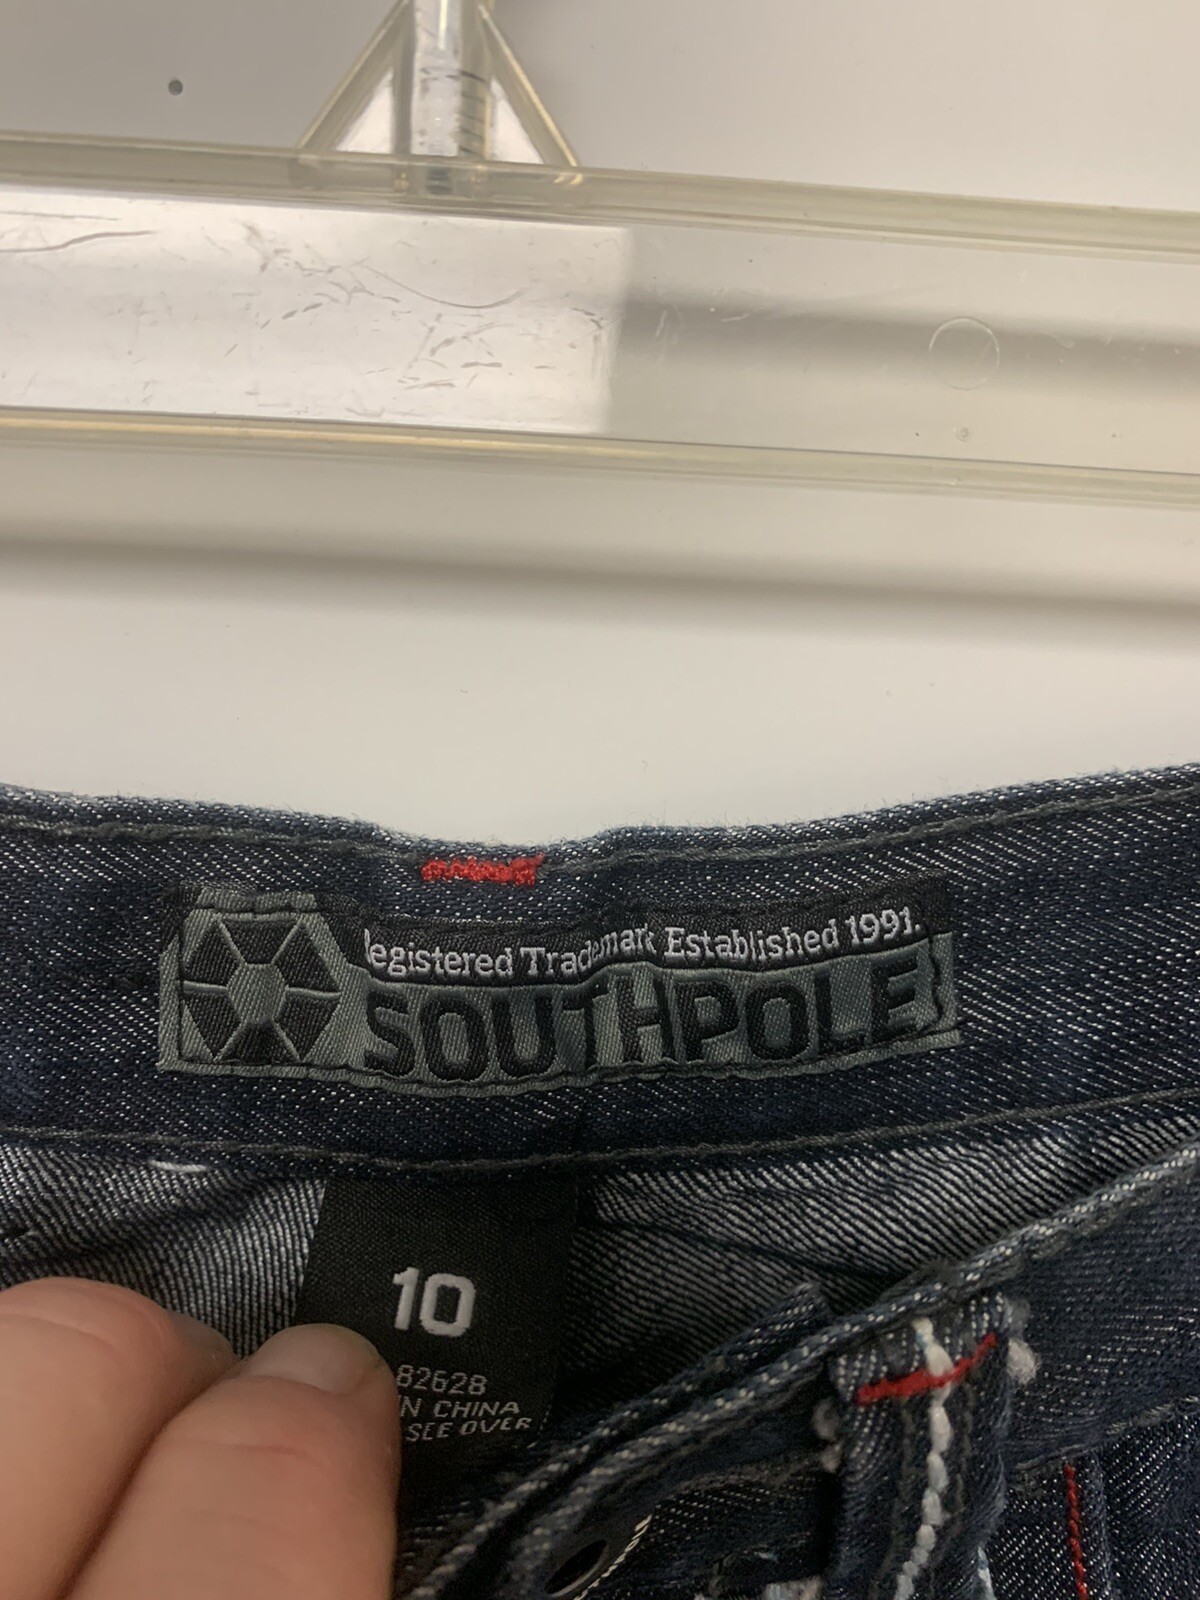 Registered Trademark Established 1991.
SOUTHPOLE
10
82628
IN CHINA
SEE OVER